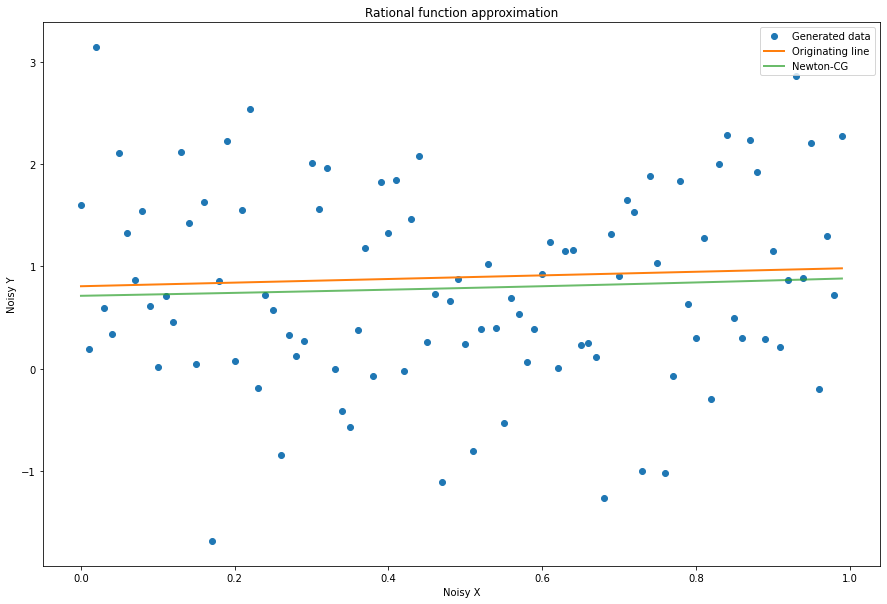 Rational function approximation
Generated data
Originating line
Newton-CG
Noisy Y
3
2
1
0
−1
0.0
0.2
0.4
0.6
0.8
1.0
Noisy X